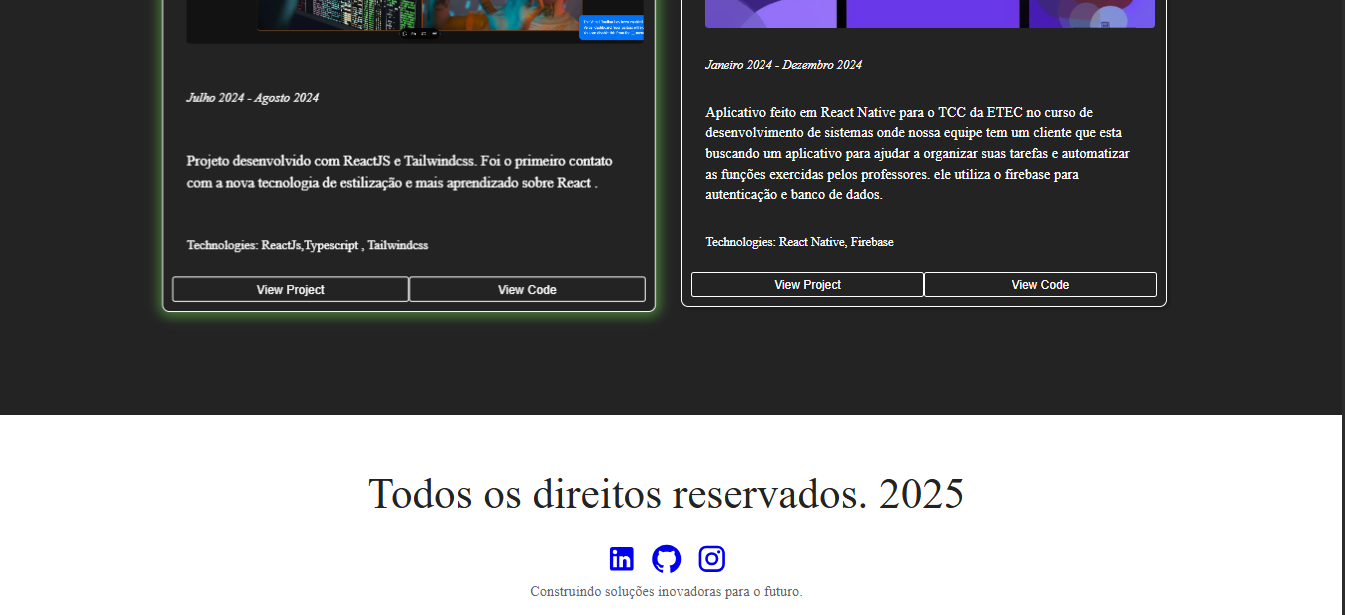 Julho 2024 - Agosto 2024
Projeto desenvolvido com ReactJS e Tailwindcss. Foi o primeiro contato
com a nova tecnologia de estilização e mais aprendizado sobre React .
Technologies: ReactJs,Typescript , Tailwindcss
View Project
View Code
Janeiro 2024 - Dezembro 2024
Aplicativo feito em React Native para o TCC da ETEC no curso de
desenvolvimento de sistemas onde nossa equipe tem um cliente que esta
buscando um aplicativo para ajudar a organizar suas tarefas e automatizar
as funções exercidas pelos professores. ele utiliza o firebase para
autenticação e banco de dados.
Technologies: React Native, Firebase
View Project
View Code
Todos os direitos reservados. 2025
in
Construindo soluções inovadoras para o futuro.